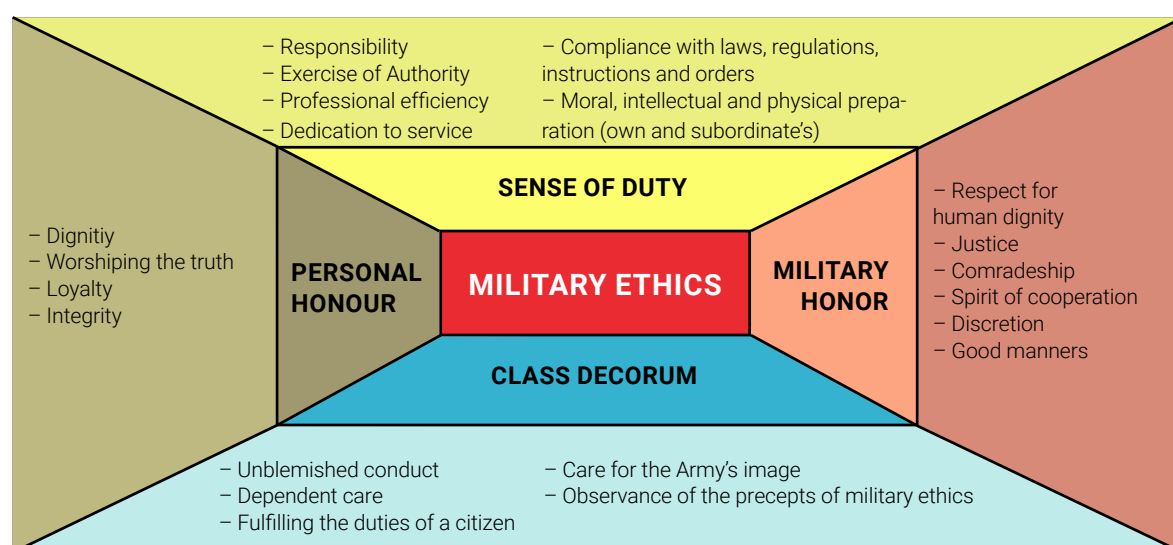 – Responsibility
– Exercise of Authority
– Professional efficiency
– Dedication to service
– Compliance with laws, regulations,
instructions and orders
– Moral, intellectual and physical prepa-
ration (own and subordinate's)
SENSE OF DUTY
– Dignitiy
– Worshiping the truth
– Loyalty
– Integrity
PERSONAL
HONOUR
MILITARY ETHICS
MILITARY
HONOR
– Respect for
human dignity
– Justice
– Comradeship
– Spirit of cooperation
– Discretion
– Good manners
CLASS DECORUM
– Unblemished conduct
– Dependent care
– Fulfilling the duties of a citizen
– Care for the Army's image
– Observance of the precepts of military ethics